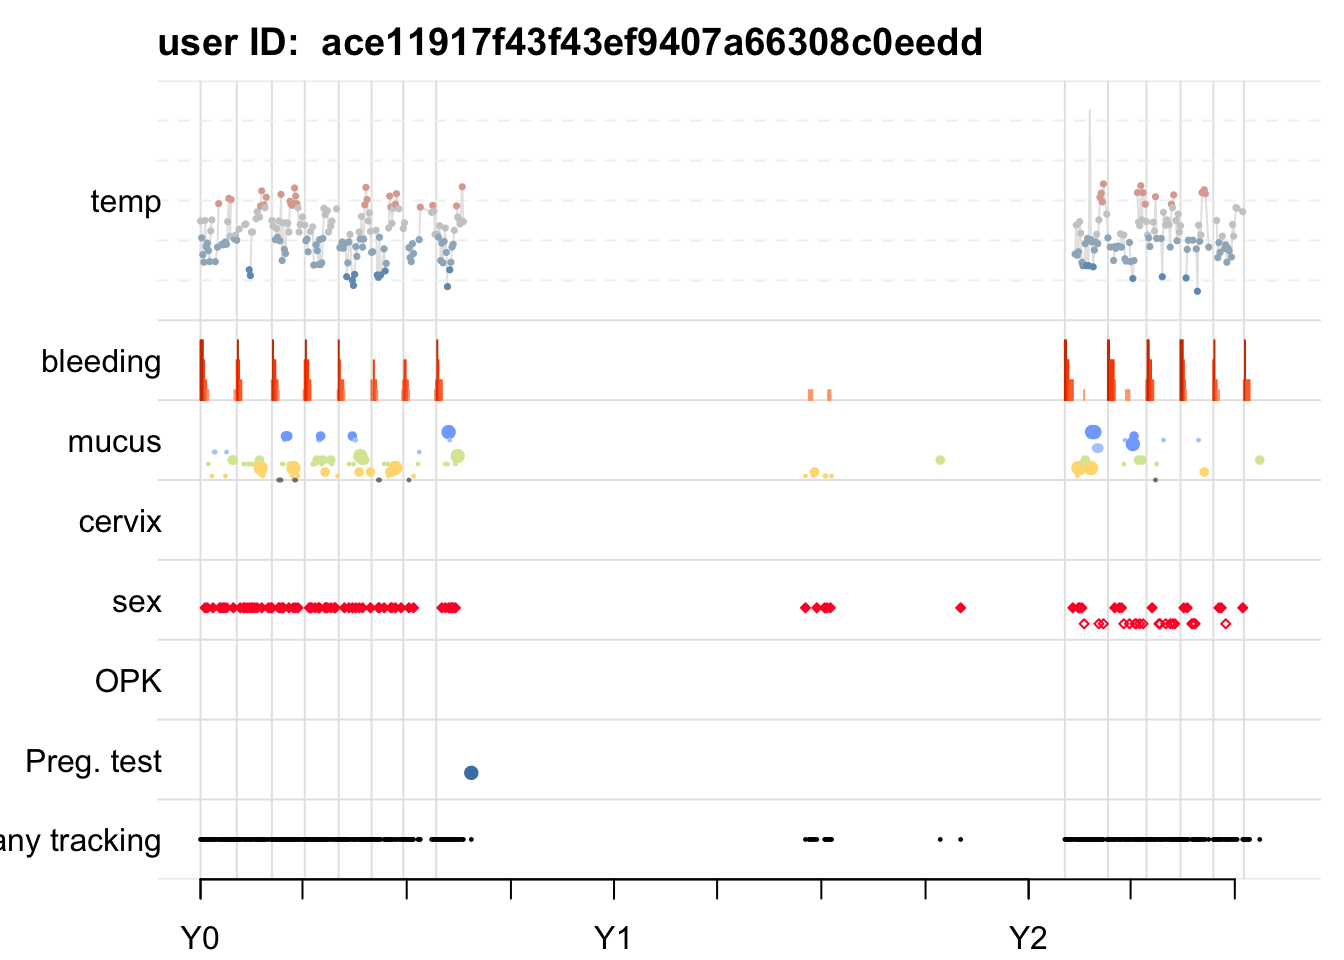 user ID:  ace11917f43f43ef9407a66308c0eedd
temp
bleeding
mucus
cervix
sex
OPK
Preg. test
any tracking
Y0 Y1 Y2